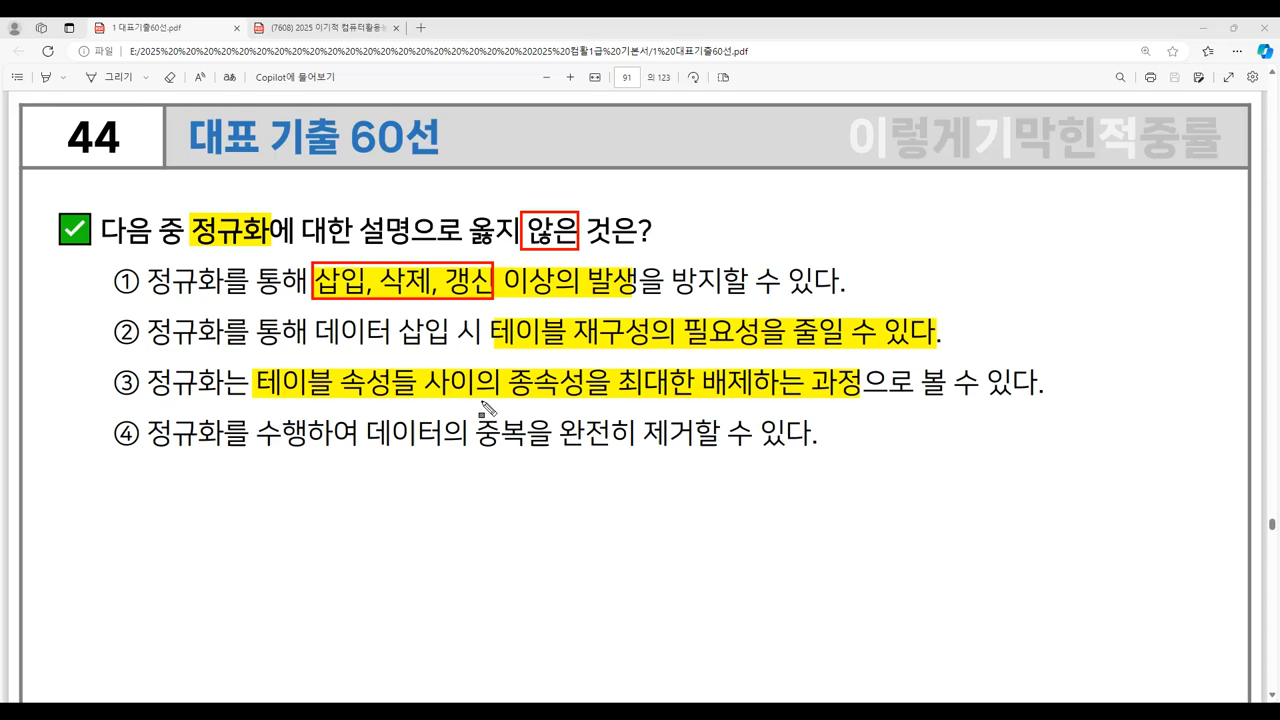 1 대표기출60선.pdf
(7608) 2025 이기적 컴퓨터활용능
파일
E:/2025%20%20%20%20%20%20%20%20%20%20%20%20%20%20%20%20%20%20%20%202025%20컴활1급%20기본서/1%20대표기출60선.pdf
그리기
Copilot에 물어보기
91 의 123
44 대표 기출 60선 이렇게기막힌적중률
다음 중 정규화에 대한 설명으로 옳지 않은 것은?
① 정규화를 통해 삽입, 삭제, 갱신 이상의 발생을 방지할 수 있다.
② 정규화를 통해 데이터 삽입 시 테이블 재구성의 필요성을 줄일 수 있다.
③ 정규화는 테이블 속성들 사이의 종속성을 최대한 배제하는 과정으로 볼 수 있다.
④ 정규화를 수행하여 데이터의 중복을 완전히 제거할 수 있다.